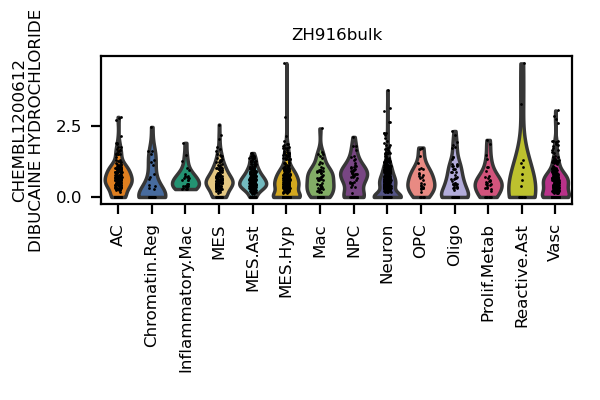 ZH916bulk
CHEMBL1200612
DIBUCAINE HYDROCHLORIDE
2.5
0.0
AC
Chromatin.Reg
Inflammatory.Mac
MES
MES.Ast
MES.Hyp
Mac
NPC
Neuron
OPC
Oligo
Prolif.Metab
Reactive.Ast
Vasc